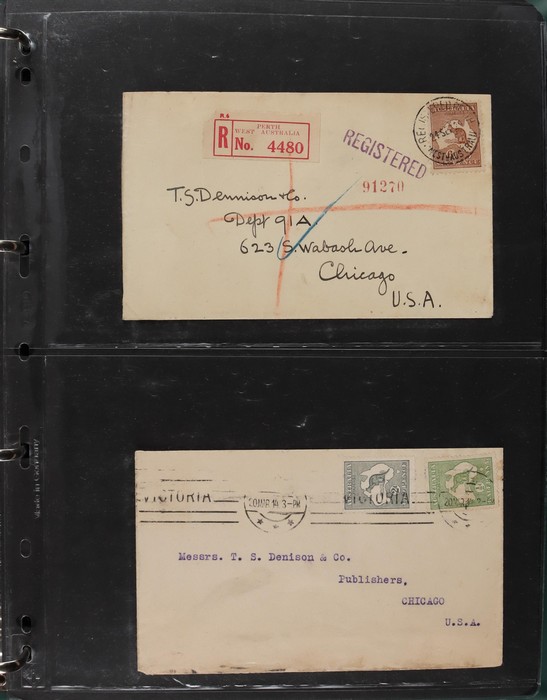 PERTH
WEST AUSTRALIA
R No. 4480
REGISTERED
91270
T.S. Dennison & Co.
Dept 91A.
623 S. Wabash Ave.
Chicago
U.S.A.
VICTORIA
VICTORIA
Messrs. T. S. Denison & Co.
Publishers,
CHICAGO
U.S.A.